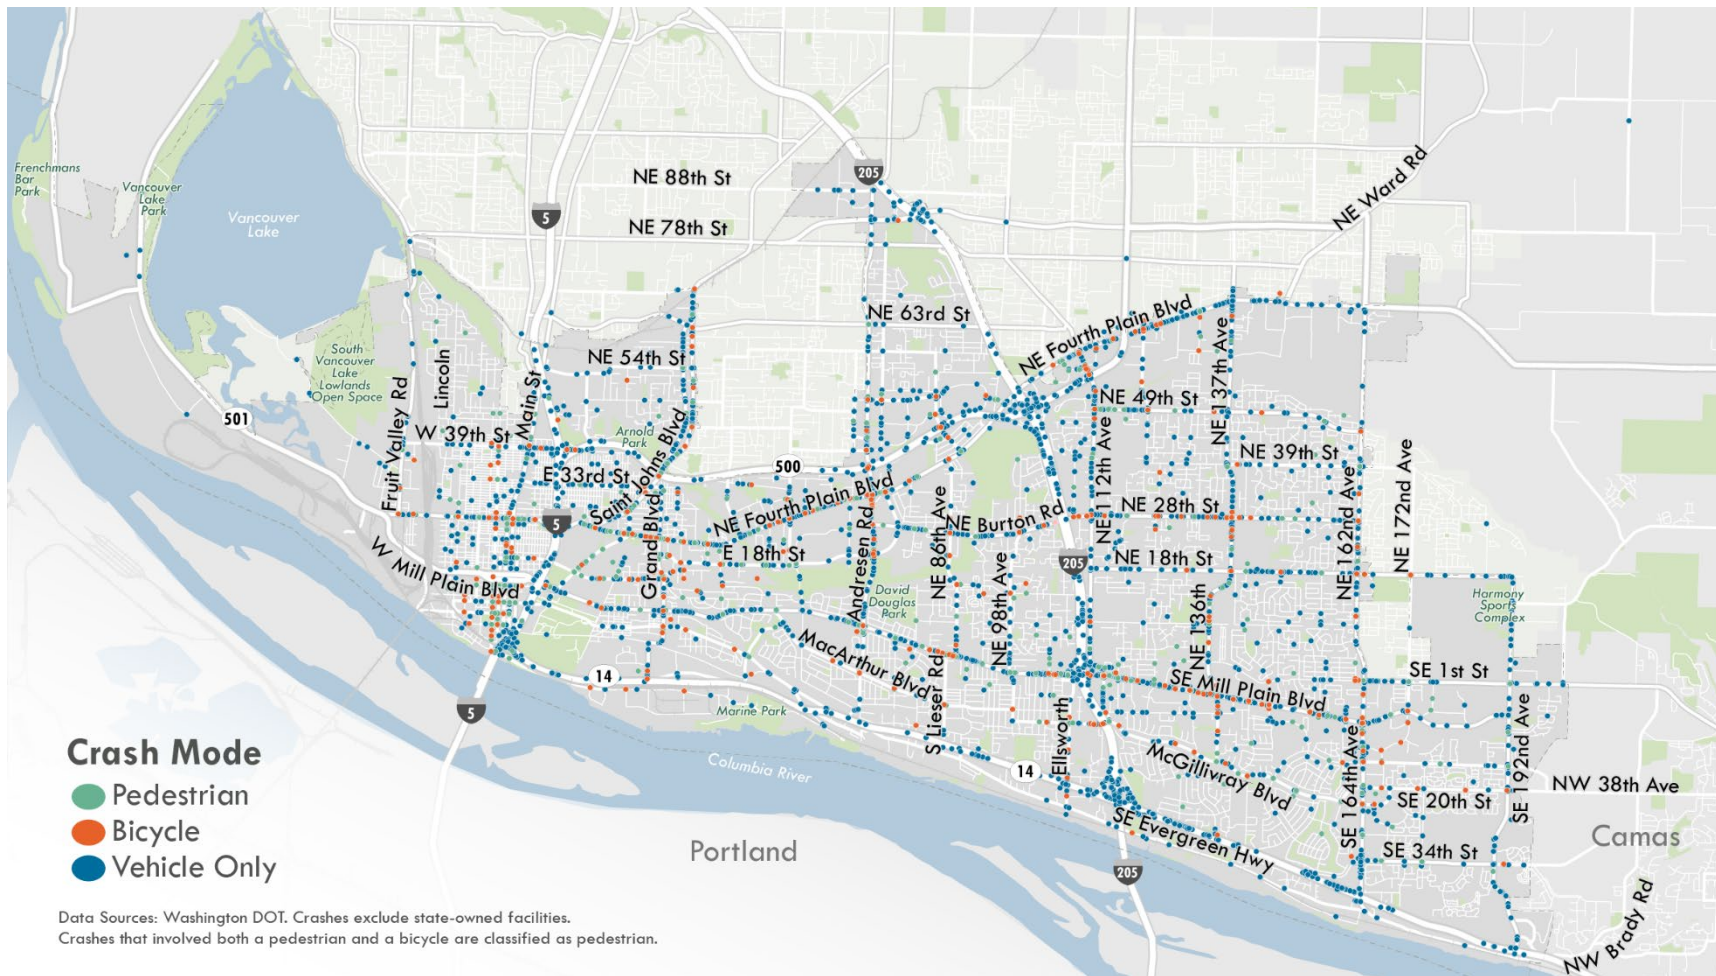 Frenchmans
Bar
Park
Vancouver
Lake
Park
Vancouver
Lake
5
NE 88th St
NE 78th St
205
NE Ward Rd
NE 63rd St
NE Fourth Plain Blvd
NE 137th Ave
South
Vancouver
Lake
Lowlands
Open Space
Fruit Valley Rd
Lincoln
Main St
NE 54th St
NE 49th St
501
W 39th St
Arnold
Park
Saint Johns Blvd
E 33rd St
500
NE 112th Ave
NE 39th St
NE 162nd Ave
NE 172nd Ave
5
Grand Blvd
NE Fourth Plain Blvd
Andresen Rd
NE 86th Ave
NE Burton Rd
NE 28th St
W Mill Plain Blvd
E 18th St
205
NE 18th St
David
Douglas
Park
NE 98th Ave
NE 136th
Harmony
Sports
Complex
MacArthur Blvd
S Lieser Rd
SE Mill Plain Blvd
SE 1st St
14
5
Marine Park
Ellsworth
SE 164th Ave
SE 192nd Ave
Columbia River
14
McGillivray Blvd
NW 38th Ave
SE 20th St
SE Evergreen Hwy
SE 34th St
Camas
Portland
205
NW Brady Rd
Crash Mode
Pedestrian
Bicycle
Vehicle Only
Data Sources: Washington DOT. Crashes exclude state-owned facilities.
Crashes that involved both a pedestrian and a bicycle are classified as pedestrian.